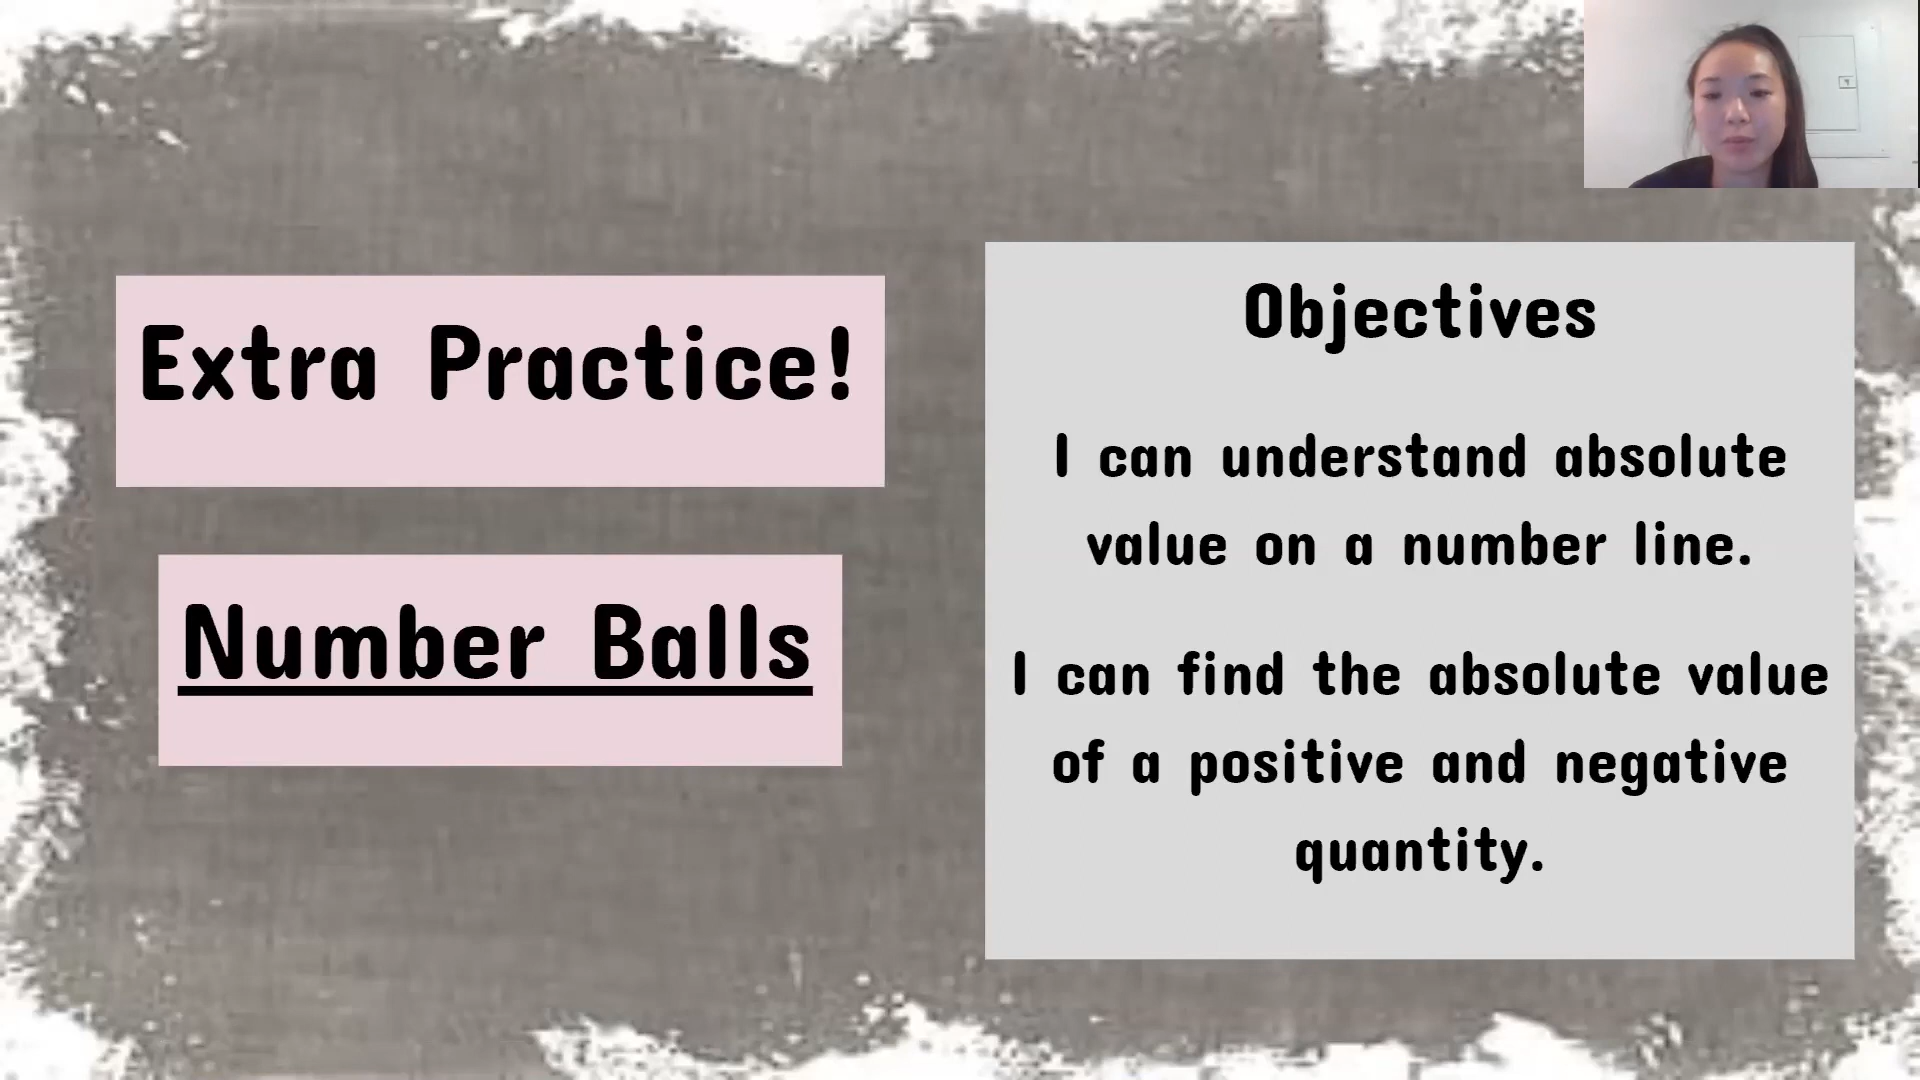 Extra Practice!
Number Balls
Objectives
I can understand absolute
value on a number line.
I can find the absolute value
of a positive and negative
quantity.